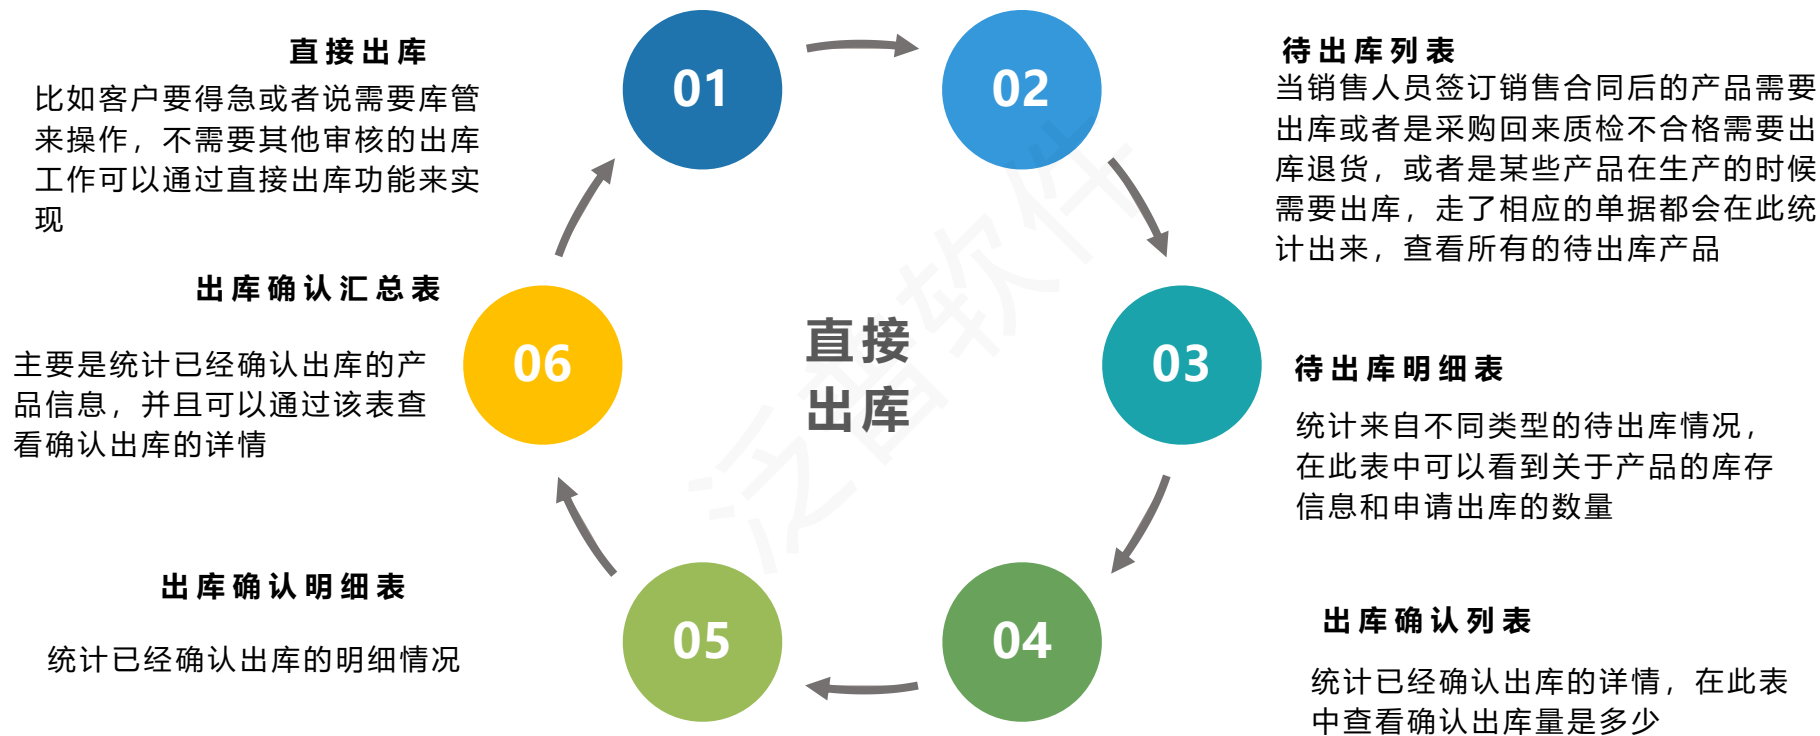 01
直接出库
比如客户要得急或者说需要库管
来操作，不需要其他审核的出库
工作可以通过直接出库功能来实
现
02
待出库列表
当销售人员签订销售合同后的产品需要
出库或者是采购回来质检不合格需要出
库退货，或者是某些产品在生产的时候
需要出库，走了相应的单据都会在此统
计出来，查看所有的待出库产品
03
待出库明细表
统计来自不同类型的待出库情况，
在此表中可以看到关于产品的库存
信息和申请出库的数量
04
出库确认列表
统计已经确认出库的详情，在此表
中查看确认出库量是多少
05
出库确认明细表
统计已经确认出库的明细情况
06
出库确认汇总表
主要是统计已经确认出库的产
品信息，并且可以通过该表查
看确认出库的详情
直接
出库
泛普软件